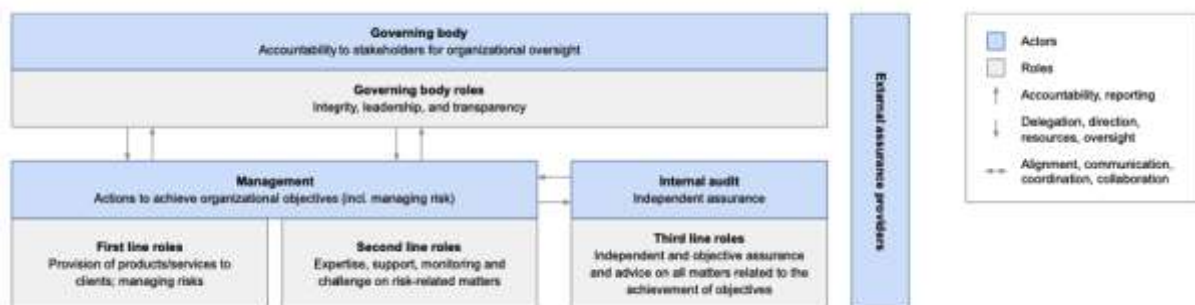 Governing body
Accountability to stakeholders for organizational oversight
Governing body roles
Integrity, leadership, and transparency
Management
Actions to achieve organizational objectives (incl. managing risk)
First line roles
Provision of products/services to
clients; managing risks
Second line roles
Expertise, support, monitoring and
challenge on risk-related matters
Internal audit
Independent assurance
Third line roles
Independent and objective assurance
and advice on all matters related to the
achievement of objectives
External assurance providers
Actors
Roles
Accountability, reporting
Delegation, direction,
resources, oversight
Alignment, communication,
coordination, collaboration